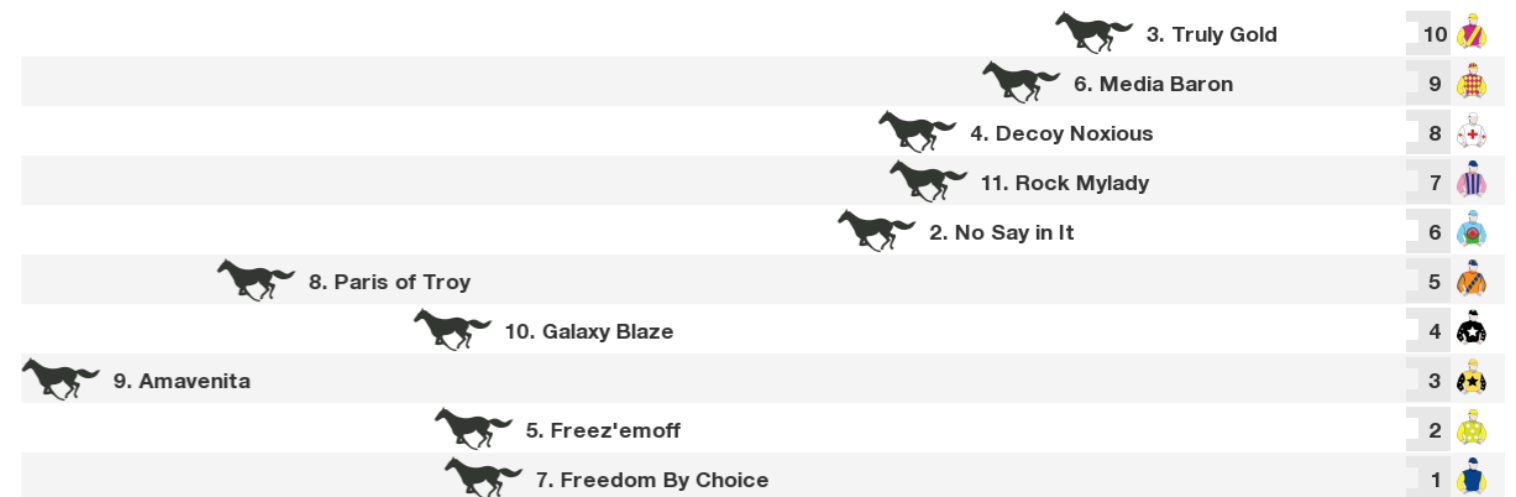 3. Truly Gold 10
6. Media Baron 9
4. Decoy Noxious 8
11. Rock Mylady 7
2. No Say in It 6
8. Paris of Troy 5
10. Galaxy Blaze 4
9. Amavenita 3
5. Freez'emoff 2
7. Freedom By Choice 1